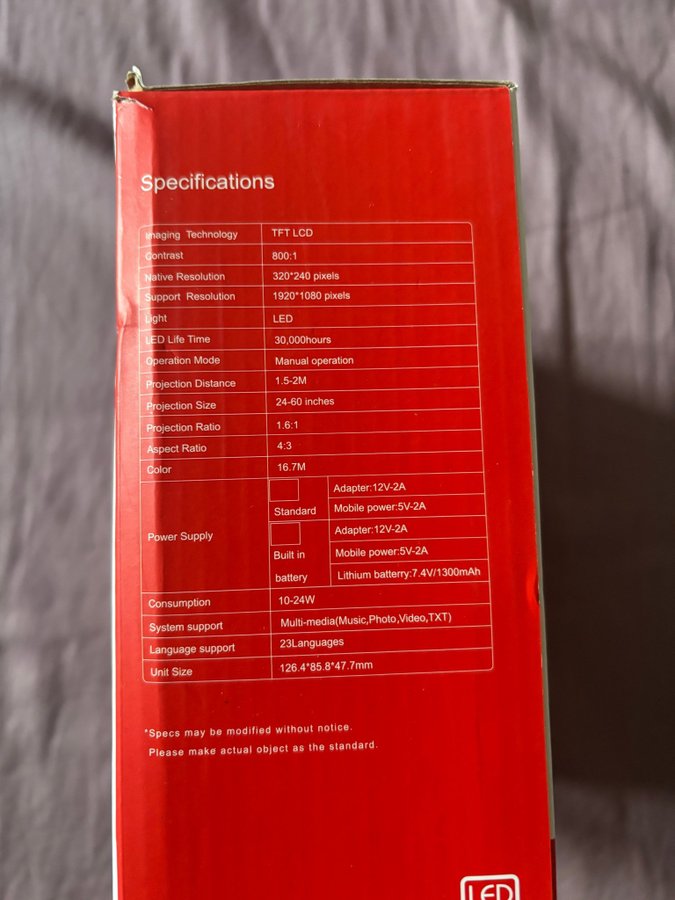 Specifications
Imaging Technology TFT LCD
Contrast 800:1
Native Resolution 320*240 pixels
Support Resolution 1920*1080 pixels
Light LED
LED Life Time 30,000hours
Operation Mode Manual operation
Projection Distance 1.5-2M
Projection Size 24-60 inches
Projection Ratio 1.6:1
Aspect Ratio 4:3
Color 16.7M
Power Supply
Standard
Adapter:12V-2A
Mobile power:5V-2A
Built in
battery
Adapter:12V-2A
Mobile power:5V-2A
Lithium batterry:7.4V/1300mAh
Consumption 10-24W
System support Multi-media(Music,Photo,Video,TXT)
Language support 23Languages
Unit Size 126.4*85.8*47.7mm
*Specs may be modified without notice.
Please make actual object as the standard.
LED